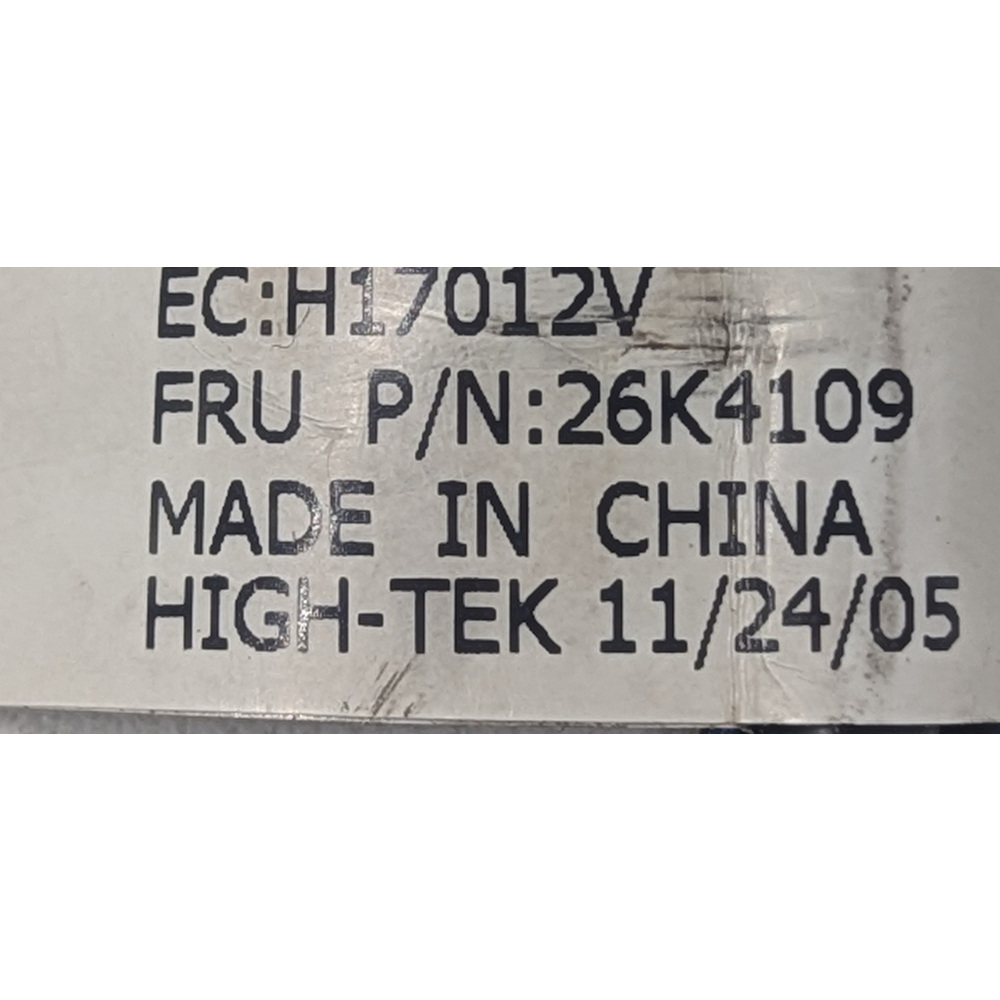 EC:H17012V
FRU P/N:26K4109
MADE IN CHINA
HIGH-TEK 11/24/05